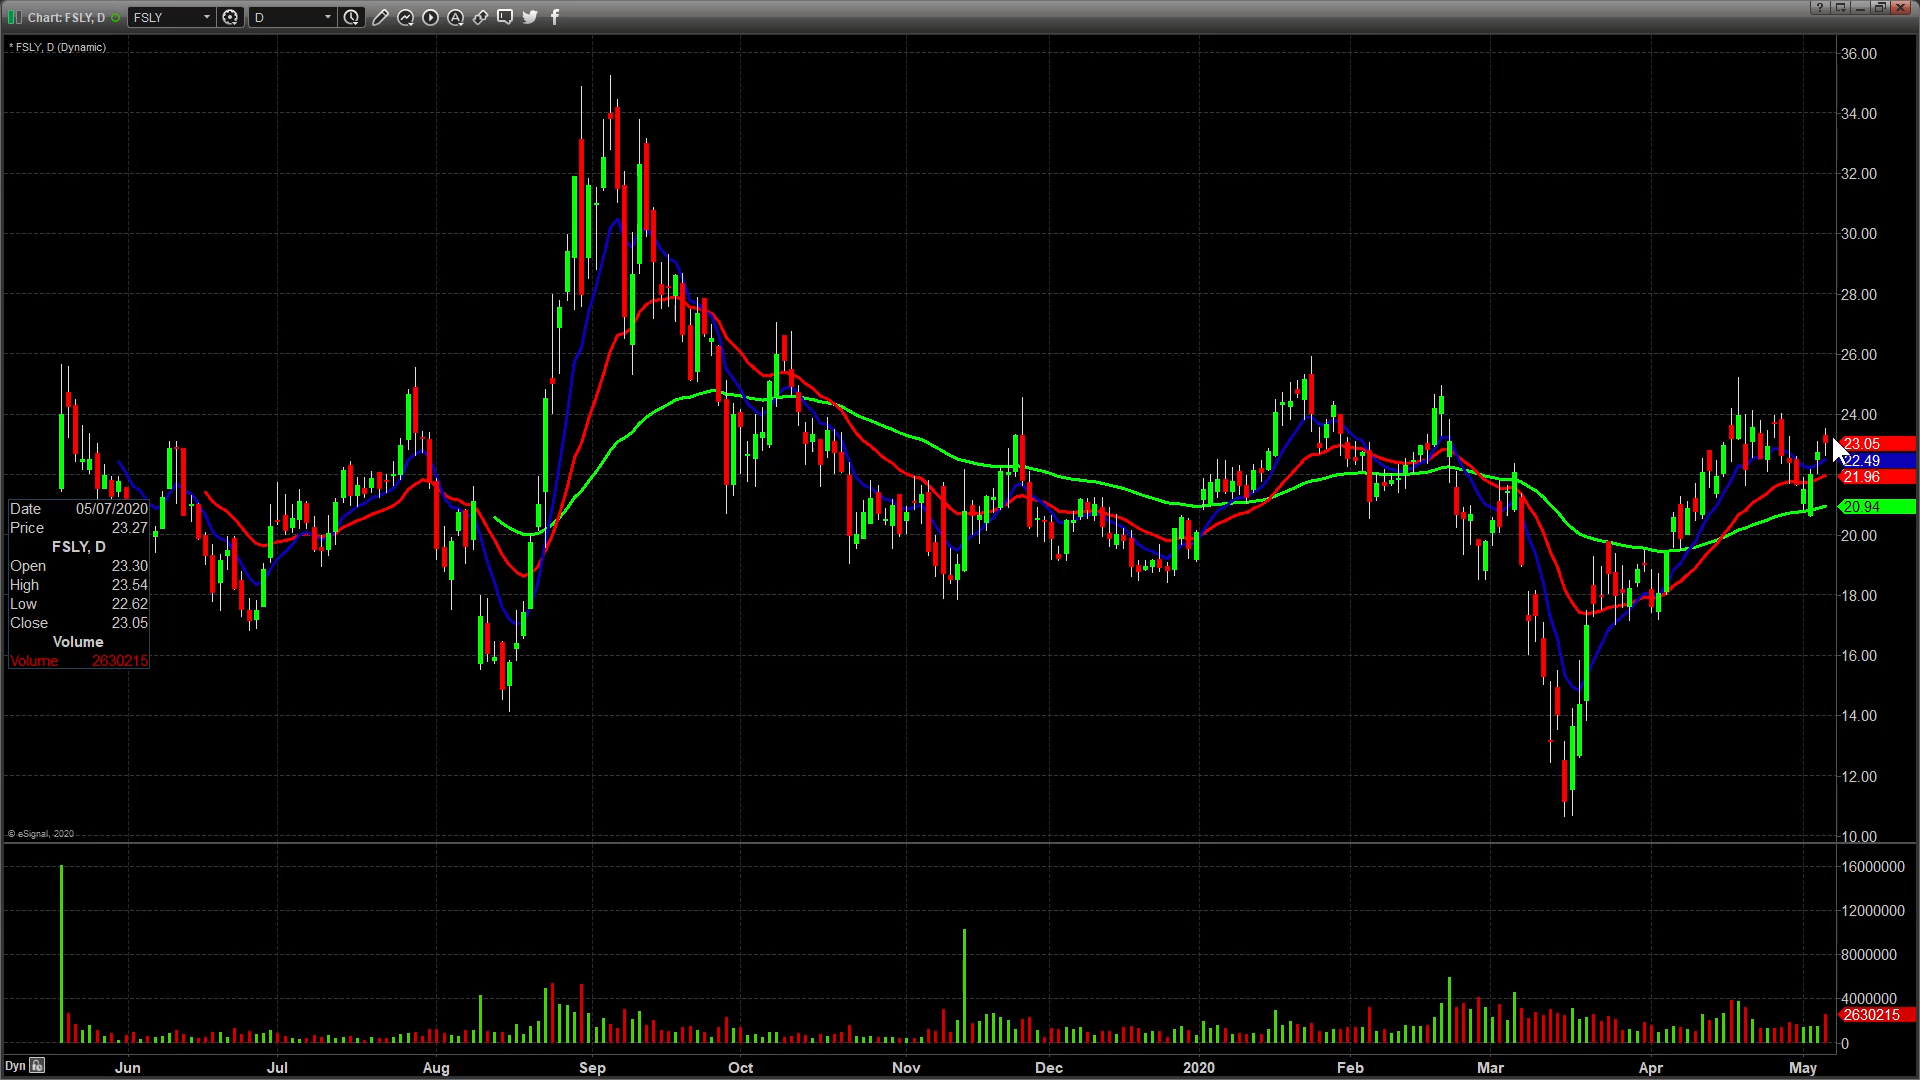 Chart: FSLY, D
FSLY
D
* FSLY, D (Dynamic)
36.00
34.00
32.00
30.00
28.00
26.00
24.00
23.05
22.49
21.96
20.94
20.00
18.00
16.00
14.00
12.00
10.00
Date 05/07/2020
Price 23.27
FSLY, D
Open 23.30
High 23.54
Low 22.62
Close 23.05
Volume
Volume 2630215
© eSignal, 2020
16000000
12000000
8000000
4000000
2630215
0
Dyn
Jun Jul Aug Sep Oct Nov Dec 2020 Feb Mar Apr May